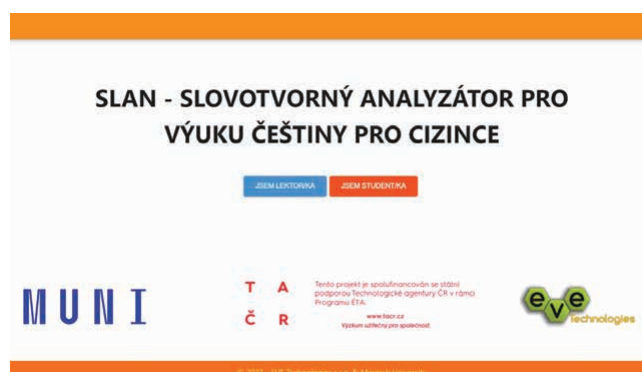 SLAN - SLOVOTVORNÝ ANALYZÁTOR PRO
VÝUKU ČEŠTINY PRO CIZINCE
JSEM LEKTOR/KA JSEM STUDENT/KA
MUNI
T A
Č R
Tento projekt je spolufinancován se státní
podporou Technologické agentury ČR v rámci
Programu ÉTA.
www.tacr.cz
Výzkum užitečný pro společnost.
eve
technologies